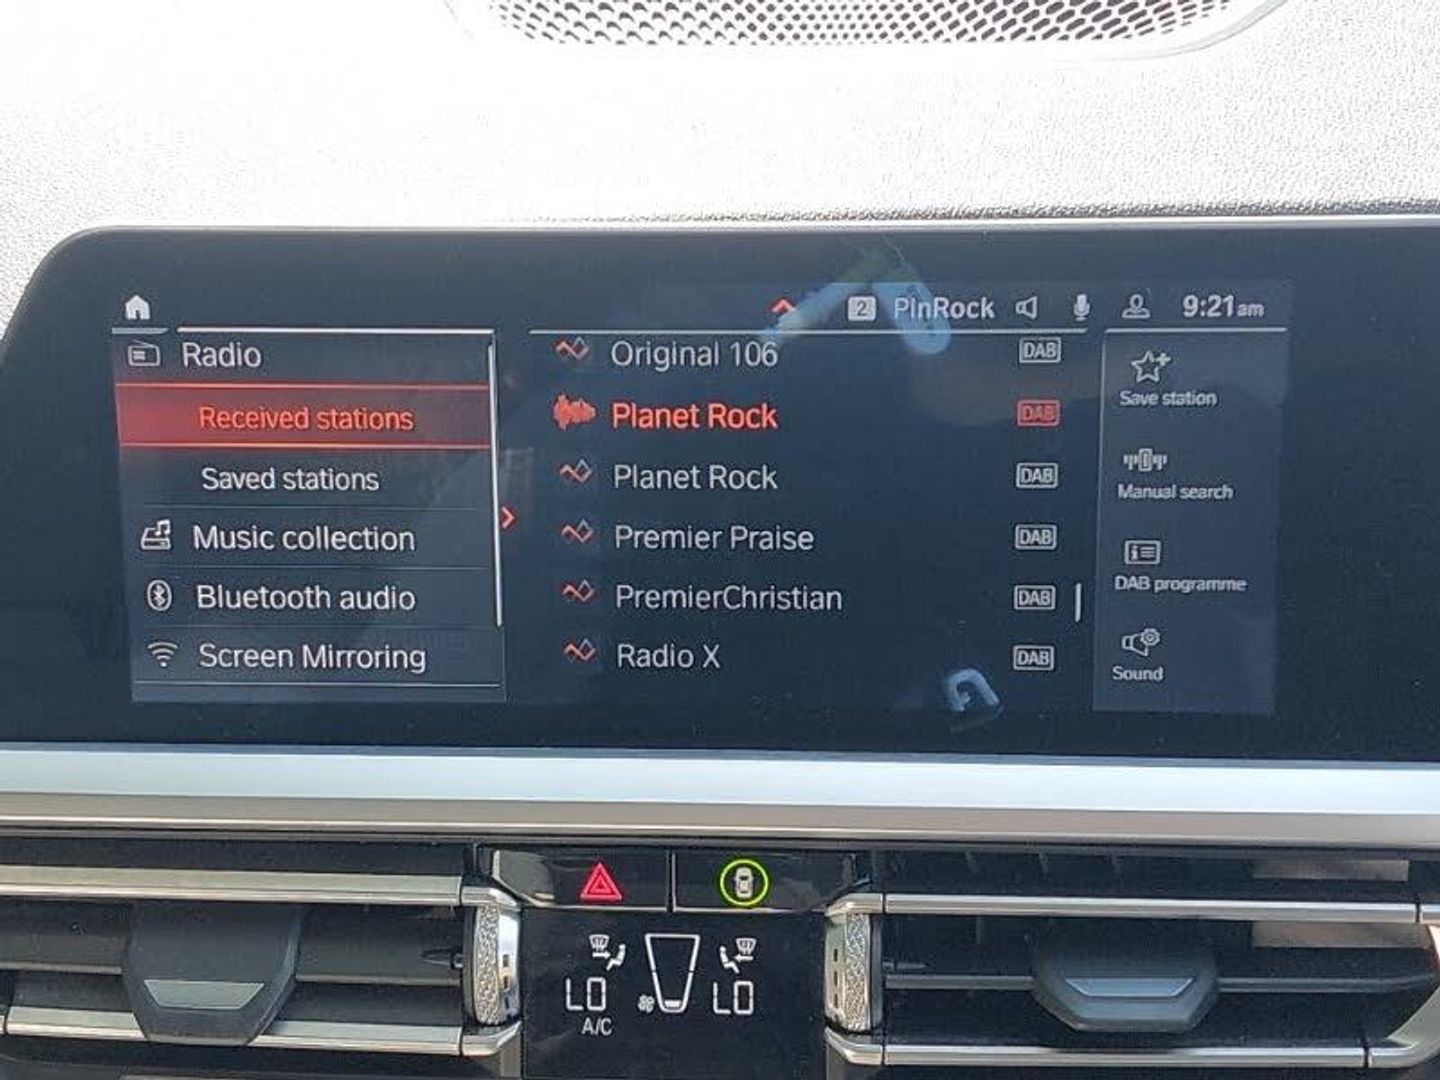 2 PlnRock 9:21am
Radio
Received stations
Saved stations
Music collection
Bluetooth audio
Screen Mirroring
Original 106 DAB
Planet Rock DAB
Planet Rock DAB
Premier Praise DAB
PremierChristian DAB
Radio X DAB
Save station
Manual search
DAB programme
Sound
LO LO
A/C